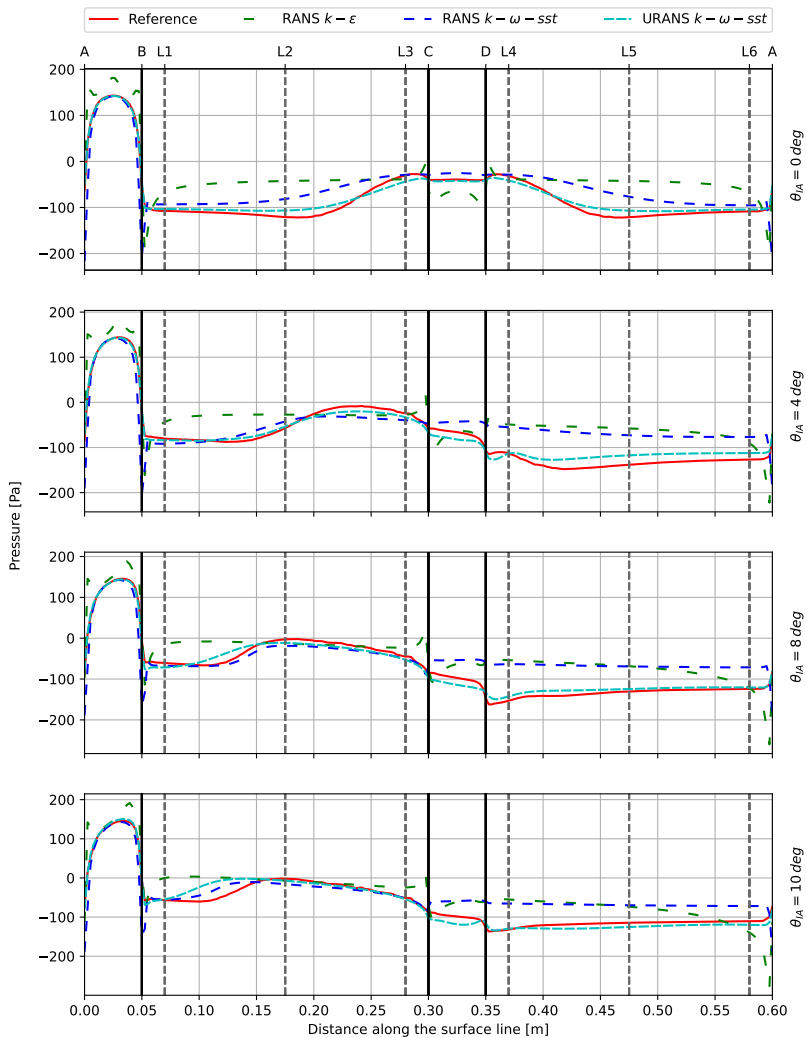 Reference RANS k − ε RANS k − ω − sst URANS k − ω − sst
A B L1 L2 L3 C D L4 L5 L6 A
200
100
0
−100
−200
θIA = 0 deg
200
100
0
−100
−200
θIA = 4 deg
Pressure [Pa]
200
100
0
−100
−200
θIA = 8 deg
200
100
0
−100
−200
θIA = 10 deg
0.00 0.05 0.10 0.15 0.20 0.25 0.30 0.35 0.40 0.45 0.50 0.55 0.60
Distance along the surface line [m]